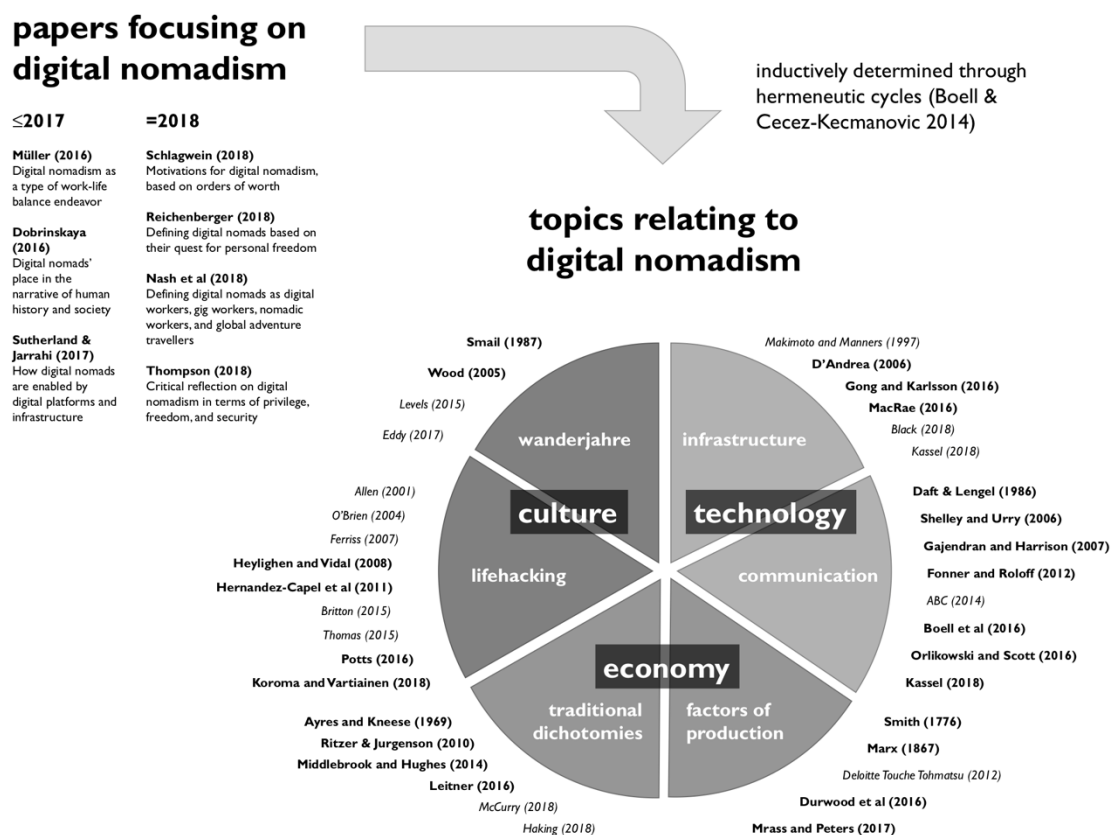 papers focusing on
digital nomadism
≤2017
Müller (2016)
Digital nomadism as
a type of work-life
balance endeavor
Dobrinskaya
(2016)
Digital nomads'
place in the
narrative of human
history and society
Sutherland &
Jarrahi (2017)
How digital nomads
are enabled by
digital platforms and
infrastructure
=2018
Schlagwein (2018)
Motivations for digital nomadism,
based on orders of worth
Reichenberger (2018)
Defining digital nomads based on
their quest for personal freedom
Nash et al (2018)
Defining digital nomads as digital
workers, gig workers, nomadic
workers, and global adventure
travellers
Thompson (2018)
Critical reflection on digital
nomadism in terms of privilege,
freedom, and security
inductively determined through
hermeneutic cycles (Boell &
Cecez-Kecmanovic 2014)
topics relating to
digital nomadism
Smail (1987)
Wood (2005)
Levels (2015)
Eddy (2017)
wanderjahre
infrastructure
Makimoto and Manners (1997)
D'Andrea (2006)
Gong and Karlsson (2016)
MacRae (2016)
Black (2018)
Kassel (2018)
culture
technology
Allen (2001)
O'Brien (2004)
Ferriss (2007)
Heylighen and Vidal (2008)
Hernandez-Capel et al (2011)
Britton (2015)
Thomas (2015)
Potts (2016)
Koroma and Vartiainen (2018)
lifehacking
communication
Daft & Lengel (1986)
Shelley and Urry (2006)
Gajendran and Harrison (2007)
Fonner and Roloff (2012)
ABC (2014)
Boell et al (2016)
Orlikowski and Scott (2016)
Kassel (2018)
economy
traditional
dichotomies
factors of
production
Ayres and Kneese (1969)
Ritzer & Jurgenson (2010)
Middlebrook and Hughes (2014)
Leitner (2016)
McCurry (2018)
Haking (2018)
Smith (1776)
Marx (1867)
Deloitte Touche Tohmatsu (2012)
Durwood et al (2016)
Mrass and Peters (2017)